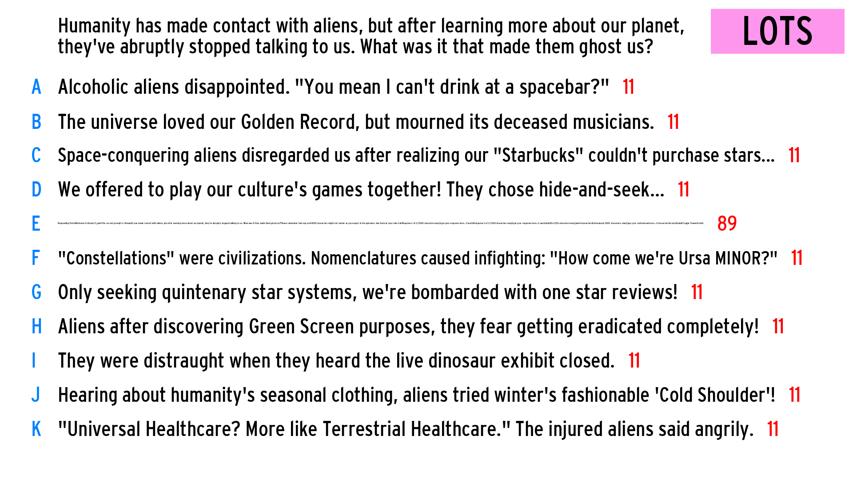 Humanity has made contact with aliens, but after learning more about our planet,
they've abruptly stopped talking to us. What was it that made them ghost us?
LOTS
A Alcoholic aliens disappointed. "You mean I can't drink at a spacebar?" 11
B The universe loved our Golden Record, but mourned its deceased musicians. 11
C Space-conquering aliens disregarded us after realizing our "Starbucks" couldn't purchase stars... 11
D We offered to play our culture's games together! They chose hide-and-seek... 11
E 89
F "Constellations" were civilizations. Nomenclatures caused infighting: "How come we're Ursa MINOR?" 11
G Only seeking quintenary star systems, we're bombarded with one star reviews! 11
H Aliens after discovering Green Screen purposes, they fear getting eradicated completely! 11
I They were distraught when they heard the live dinosaur exhibit closed. 11
J Hearing about humanity's seasonal clothing, aliens tried winter's fashionable 'Cold Shoulder'! 11
K "Universal Healthcare? More like Terrestrial Healthcare." The injured aliens said angrily. 11